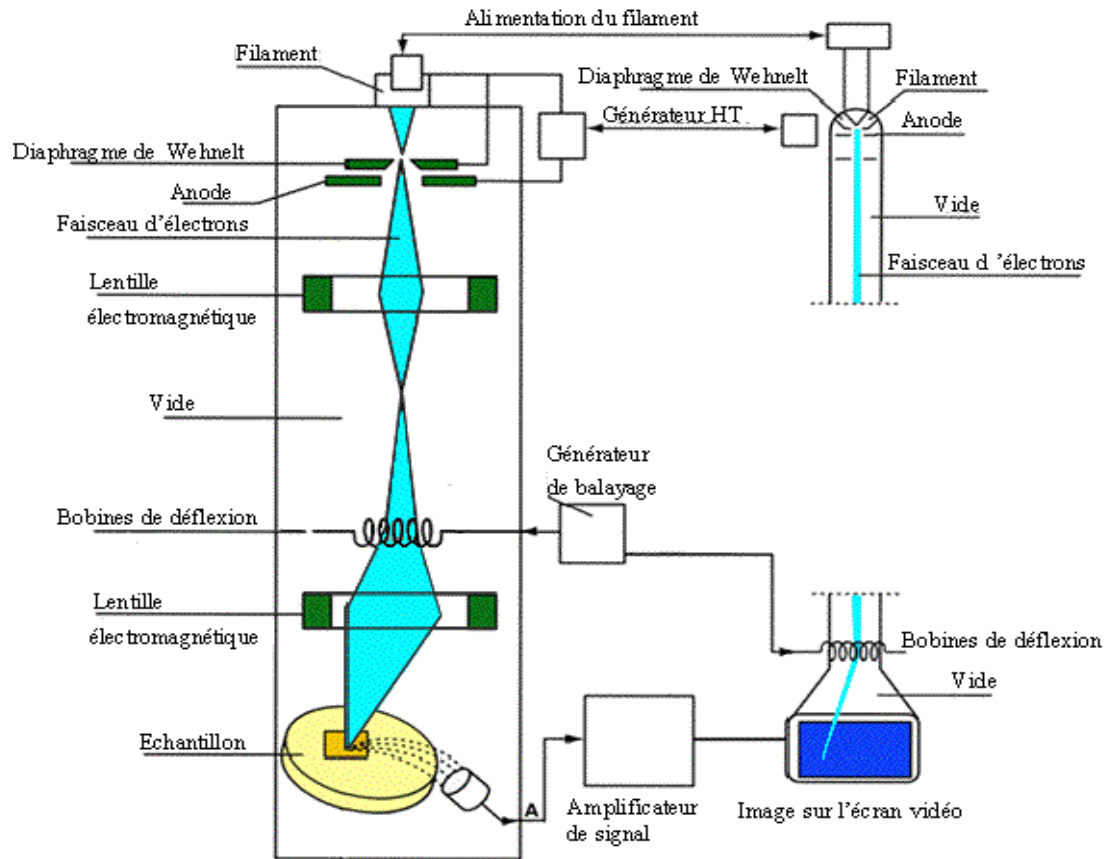 Alimentation du filament
Filament
Diaphragme de Wehnelt
Filament
Générateur HT
Anode
Diaphragme de Wehnelt
Anode
Vide
Faisceau d'électrons
Faisceau d 'électrons
Lentille
électromagnétique
Vide
Générateur
de balayage
Bobines de déflexion
Lentille
électromagnétique
Bobines de déflexion
Vide
Echantillon
A
Amplificateur
de signal
Image sur l'écran vidéo